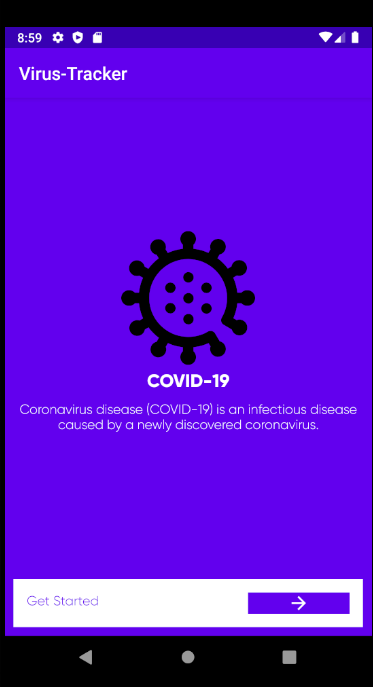 8:59
Virus-Tracker
COVID-19
Coronavirus disease (COVID-19) is an infectious disease
caused by a newly discovered coronavirus.
Get Started